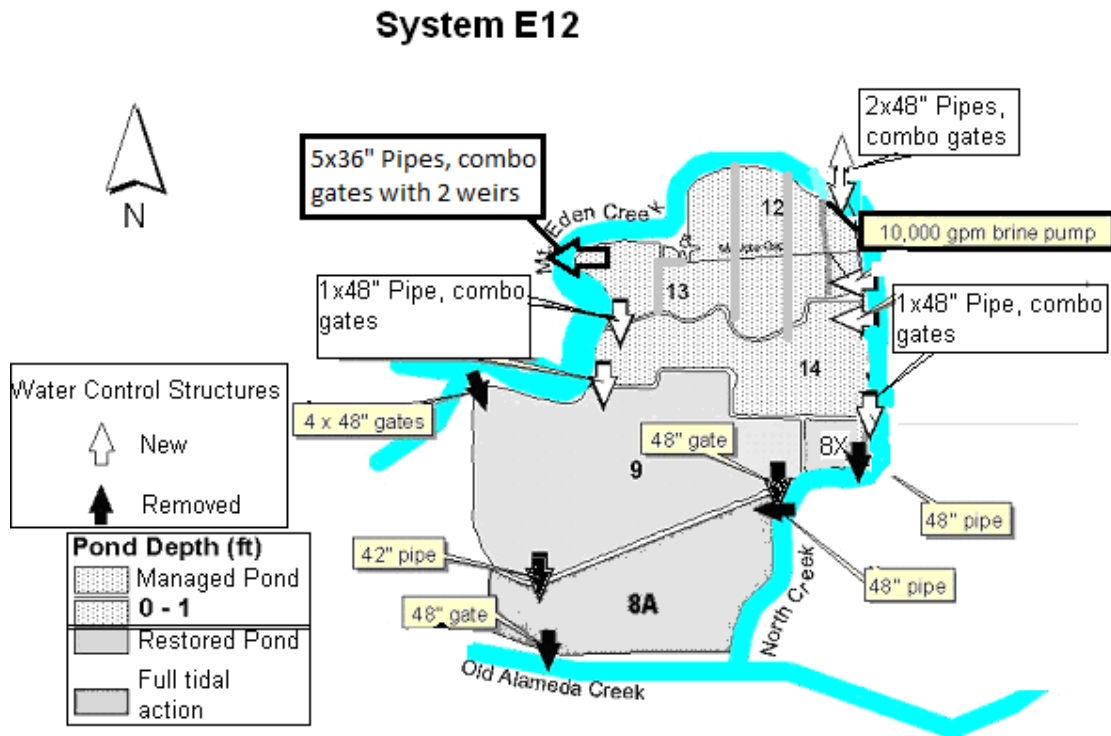 System E12
2x48" Pipes,
combo gates
5x36" Pipes, combo
gates with 2 weirs
N
Mt. Eden Creek
12
10,000 gpm brine pump
1x48" Pipe, combo
gates
13
1x48" Pipe, combo
gates
14
Water Control Structures
New
Removed
4 x 48" gates
48" gate
8X
9
48" pipe
42" pipe
48" pipe
Pond Depth (ft)
Managed Pond
0 - 1
Restored Pond
Full tidal
action
48" gate
8A
North Creek
Old Alameda Creek